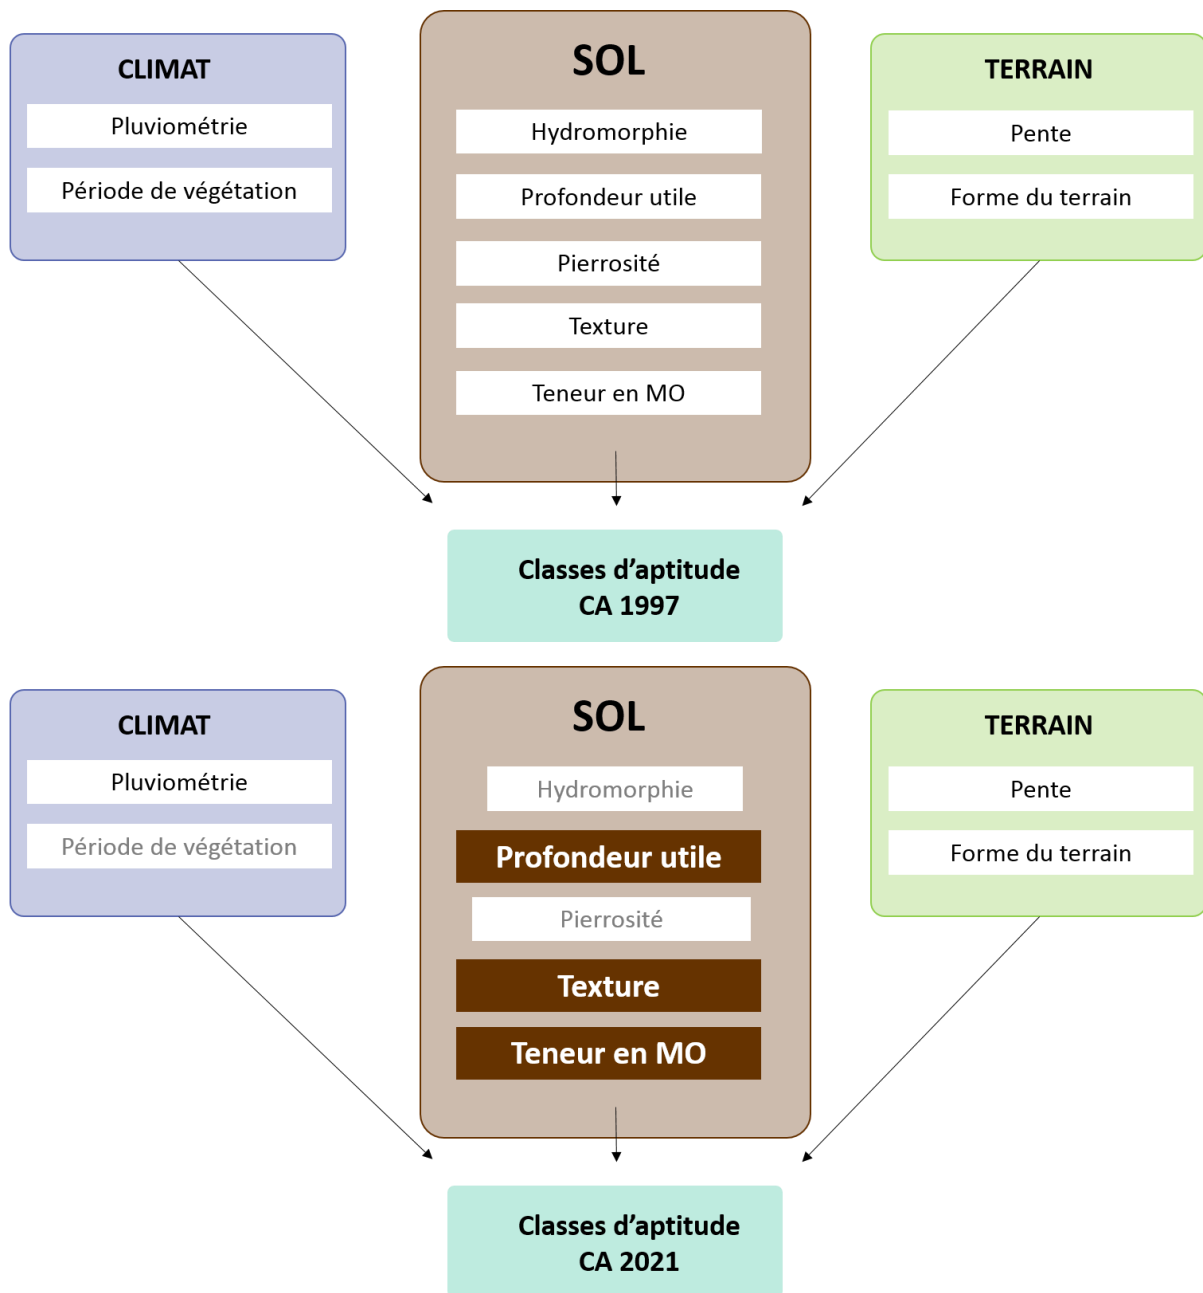 CLIMAT
Pluviométrie
Période de végétation
SOL
Hydromorphie
Profondeur utile
Pierrosité
Texture
Teneur en MO
TERRAIN
Pente
Forme du terrain
Classes d’aptitude
CA 1997
CLIMAT
Pluviométrie
Période de végétation
SOL
Hydromorphie
Profondeur utile
Pierrosité
Texture
Teneur en MO
TERRAIN
Pente
Forme du terrain
Classes d’aptitude
CA 2021